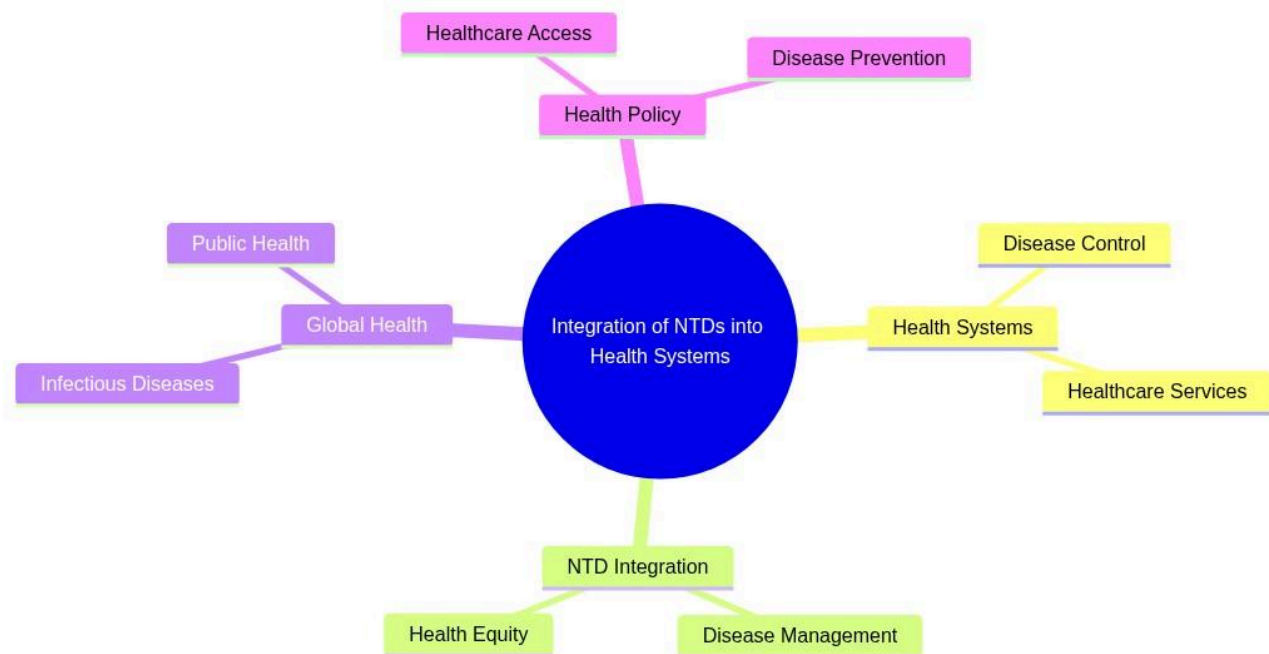 Healthcare Access
Disease Prevention
Health Policy
Public Health
Disease Control
Global Health
Integration of NTDs into
Health Systems
Health Systems
Infectious Diseases
Healthcare Services
NTD Integration
Health Equity
Disease Management